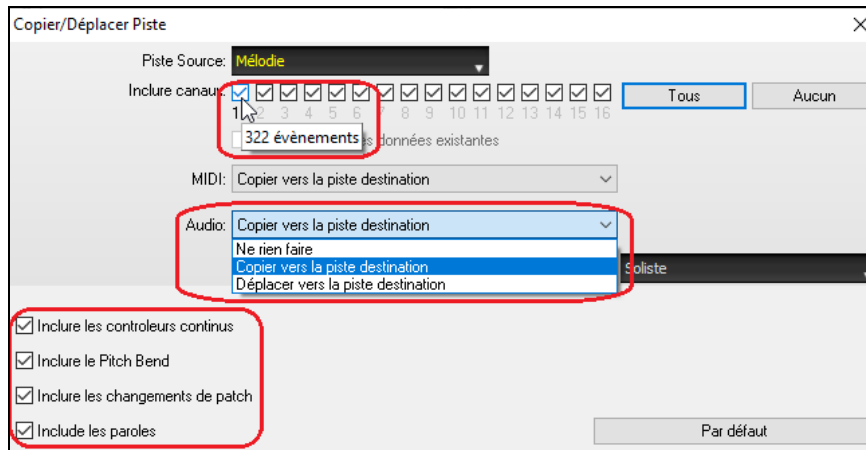 Copier/Déplacer Piste
Piste Source: Mélodie
Inclure canaux: Tous Aucun
1 2 3 4 5 6 7 8 9 10 11 12 13 14 15 16
322 évènements
s données existantes
MIDI: Copier vers la piste destination
Audio: Copier vers la piste destination
Ne rien faire
Copier vers la piste destination
Déplacer vers la piste destination
Soliste
Inclure les controleurs continus
Inclure le Pitch Bend
Inclure les changements de patch
Include les paroles
Par défaut